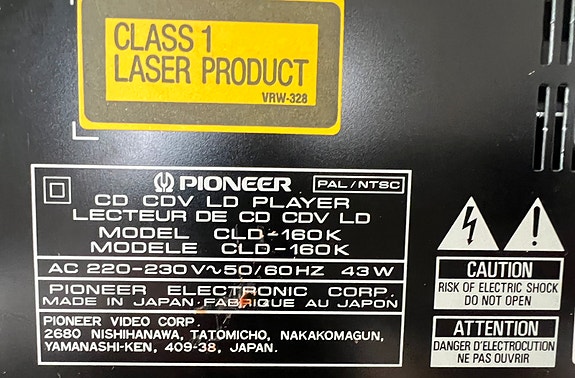 CLASS 1
LASER PRODUCT
VRW-328
PIONEER PAL/NTSC
CD CDV LD PLAYER
LECTEUR DE CD CDV LD
MODEL CLD-160K
MODELE CLD-160K
AC 220-230 V~50/60HZ 43W
PIONEER ELECTRONIC CORP.
MADE IN JAPAN·FABRIQUE AU JAPON
PIONEER VIDEO CORP.
2680 NISHIHANAWA, TATOMICHO, NAKAKOMAGUN,
YAMANASHI-KEN, 409-38, JAPAN.
CAUTION
RISK OF ELECTRIC SHOCK
DO NOT OPEN
ATTENTION
DANGER D'ELECTROCUTION
NE PAS OUVRIR